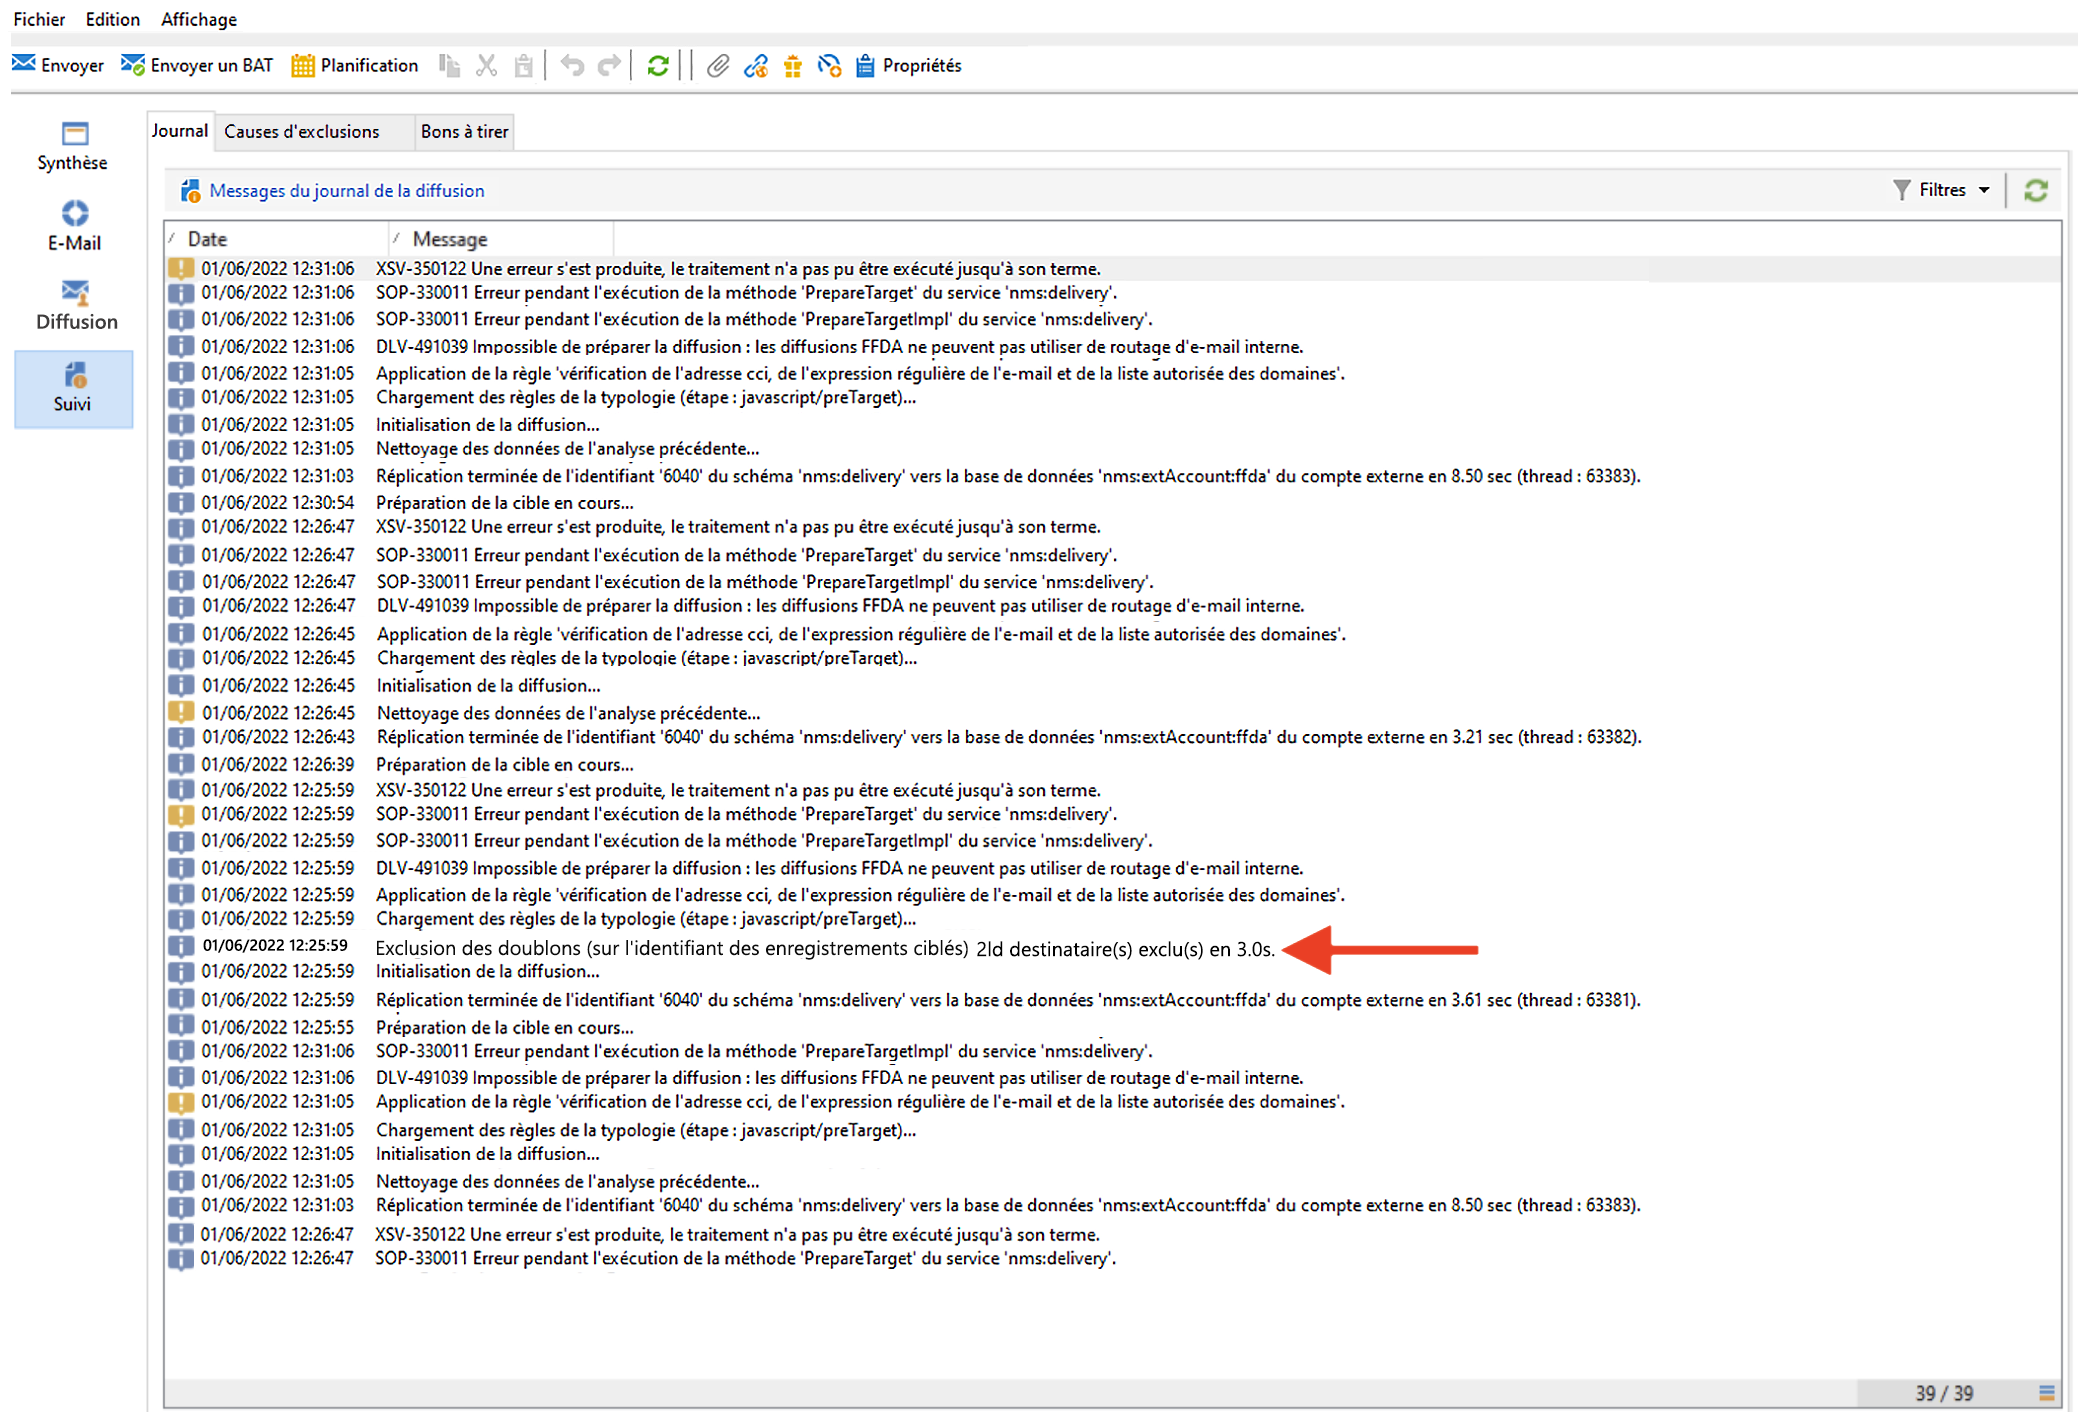 Fichier Edition Affichage
Envoyer Envoyer un BAT Planification Propriétés
Synthèse
E-Mail
Diffusion
Suivi
Journal Causes d'exclusions Bons à tirer
Messages du journal de la diffusion Filtres
Date Message
01/06/2022 12:31:06 XSV-350122 Une erreur s'est produite, le traitement n'a pas pu être exécuté jusqu'à son terme.
01/06/2022 12:31:06 SOP-330011 Erreur pendant l'exécution de la méthode 'PrepareTarget' du service 'nms:delivery'.
01/06/2022 12:31:06 SOP-330011 Erreur pendant l'exécution de la méthode 'PrepareTargetImpl' du service 'nms:delivery'.
01/06/2022 12:31:06 DLV-491039 Impossible de préparer la diffusion : les diffusions FFDA ne peuvent pas utiliser de routage d'e-mail interne.
01/06/2022 12:31:05 Application de la règle 'vérification de l'adresse cci, de l'expression régulière de l'e-mail et de la liste autorisée des domaines'.
01/06/2022 12:31:05 Chargement des règles de la typologie (étape : javascript/preTarget)...
01/06/2022 12:31:05 Initialisation de la diffusion...
01/06/2022 12:31:05 Nettoyage des données de l'analyse précédente...
01/06/2022 12:31:03 Réplication terminée de l'identifiant '6040' du schéma 'nms:delivery' vers la base de données 'nms:extAccount:ffda' du compte externe en 8.50 sec (thread : 63383).
01/06/2022 12:30:54 Préparation de la cible en cours...
01/06/2022 12:26:47 XSV-350122 Une erreur s'est produite, le traitement n'a pas pu être exécuté jusqu'à son terme.
01/06/2022 12:26:47 SOP-330011 Erreur pendant l'exécution de la méthode 'PrepareTarget' du service 'nms:delivery'.
01/06/2022 12:26:47 SOP-330011 Erreur pendant l'exécution de la méthode 'PrepareTargetImpl' du service 'nms:delivery'.
01/06/2022 12:26:47 DLV-491039 Impossible de préparer la diffusion : les diffusions FFDA ne peuvent pas utiliser de routage d'e-mail interne.
01/06/2022 12:26:45 Application de la règle 'vérification de l'adresse cci, de l'expression régulière de l'e-mail et de la liste autorisée des domaines'.
01/06/2022 12:26:45 Chargement des règles de la typologie (étape : javascript/preTarget)...
01/06/2022 12:26:45 Initialisation de la diffusion...
01/06/2022 12:26:45 Nettoyage des données de l'analyse précédente...
01/06/2022 12:26:43 Réplication terminée de l'identifiant '6040' du schéma 'nms:delivery' vers la base de données 'nms:extAccount:ffda' du compte externe en 3.21 sec (thread : 63382).
01/06/2022 12:26:39 Préparation de la cible en cours...
01/06/2022 12:25:59 XSV-350122 Une erreur s'est produite, le traitement n'a pas pu être exécuté jusqu'à son terme.
01/06/2022 12:25:59 SOP-330011 Erreur pendant l'exécution de la méthode 'PrepareTarget' du service 'nms:delivery'.
01/06/2022 12:25:59 SOP-330011 Erreur pendant l'exécution de la méthode 'PrepareTargetImpl' du service 'nms:delivery'.
01/06/2022 12:25:59 DLV-491039 Impossible de préparer la diffusion : les diffusions FFDA ne peuvent pas utiliser de routage d'e-mail interne.
01/06/2022 12:25:59 Application de la règle 'vérification de l'adresse cci, de l'expression régulière de l'e-mail et de la liste autorisée des domaines'.
01/06/2022 12:25:59 Chargement des règles de la typologie (étape : javascript/preTarget)...
01/06/2022 12:25:59 Exclusion des doublons (sur l'identifiant des enregistrements ciblés) 2ld destinataire(s) exclu(s) en 3.0s.
01/06/2022 12:25:59 Initialisation de la diffusion...
01/06/2022 12:25:59 Réplication terminée de l'identifiant '6040' du schéma 'nms:delivery' vers la base de données 'nms:extAccount:ffda' du compte externe en 3.61 sec (thread : 63381).
01/06/2022 12:25:55 Préparation de la cible en cours...
01/06/2022 12:31:06 SOP-330011 Erreur pendant l'exécution de la méthode 'PrepareTargetImpl' du service 'nms:delivery'.
01/06/2022 12:31:06 DLV-491039 Impossible de préparer la diffusion : les diffusions FFDA ne peuvent pas utiliser de routage d'e-mail interne.
01/06/2022 12:31:05 Application de la règle 'vérification de l'adresse cci, de l'expression régulière de l'e-mail et de la liste autorisée des domaines'.
01/06/2022 12:31:05 Chargement des règles de la typologie (étape : javascript/preTarget)...
01/06/2022 12:31:05 Initialisation de la diffusion...
01/06/2022 12:31:05 Nettoyage des données de l'analyse précédente...
01/06/2022 12:31:03 Réplication terminée de l'identifiant '6040' du schéma 'nms:delivery' vers la base de données 'nms:extAccount:ffda' du compte externe en 8.50 sec (thread : 63383).
01/06/2022 12:26:47 XSV-350122 Une erreur s'est produite, le traitement n'a pas pu être exécuté jusqu'à son terme.
01/06/2022 12:26:47 SOP-330011 Erreur pendant l'exécution de la méthode 'PrepareTarget' du service 'nms:delivery'.
39 / 39